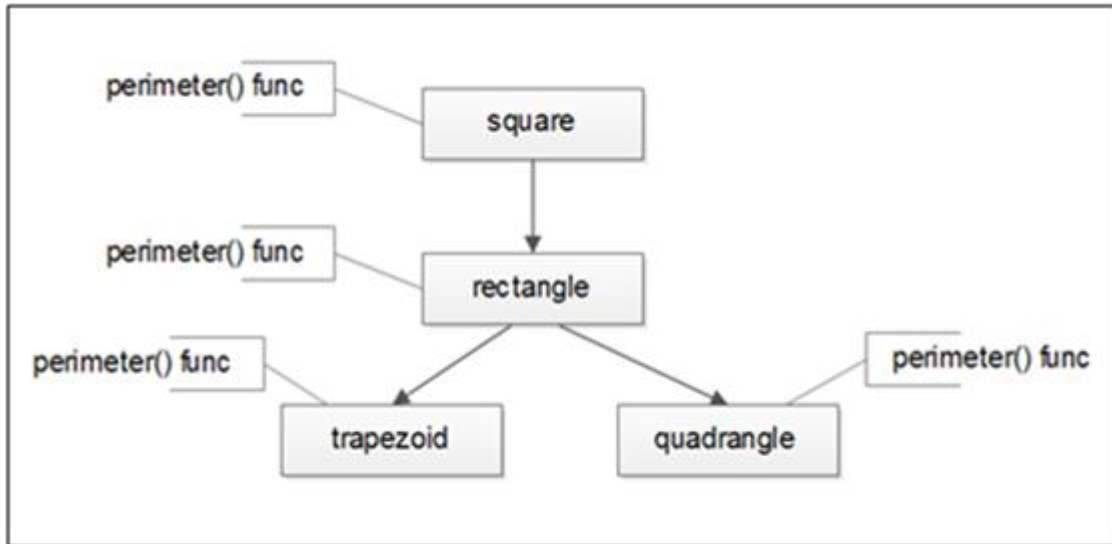 perimeter() func
square
perimeter() func
rectangle
perimeter() func
perimeter() func
trapezoid
quadrangle